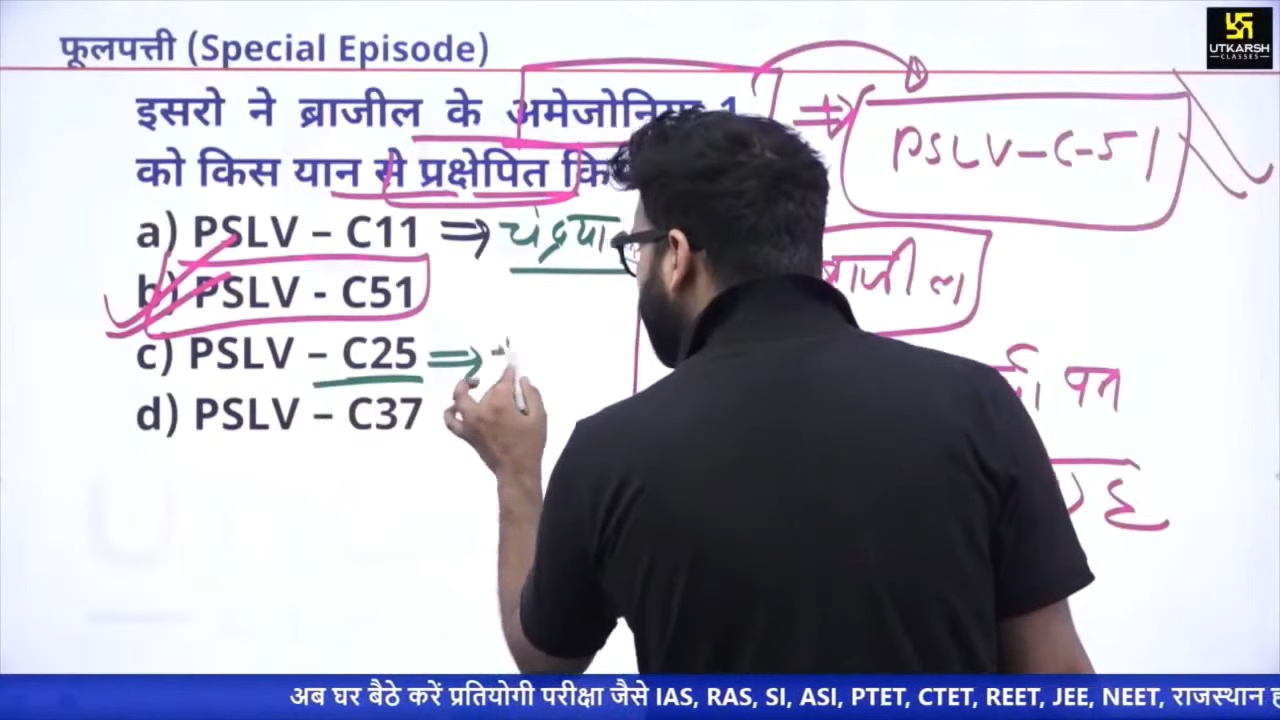 फूलपत्ती (Special Episode)
UTKARSH
CLASSES
इसरो ने ब्राजील के अमेजोनिया-1
PSLV-C-51
को किस यान से प्रक्षेपित
a) PSLV – C11 ⇒
b) PSLV - C51
c) PSLV – C25 ⇒
d) PSLV – C37
अब घर बैठे करें प्रतियोगी परीक्षा जैसे IAS, RAS, SI, ASI, PTET, CTET, REET, JEE, NEET, राजस्थान